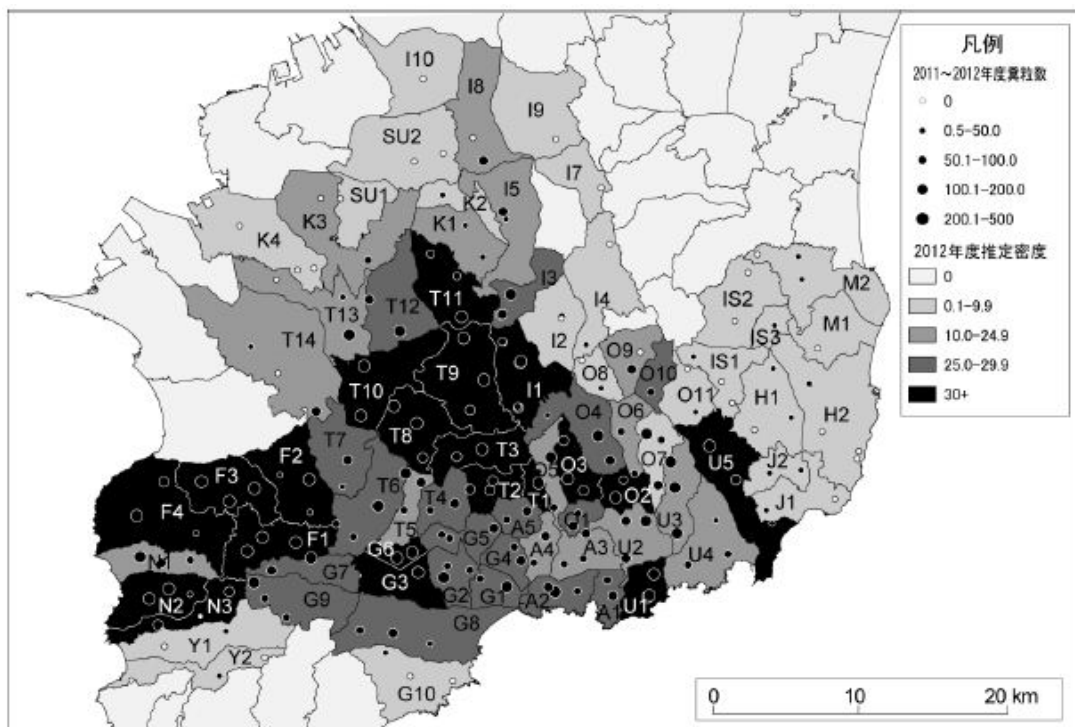 凡例
2011~2012年度糞粒数
0
0.5-50.0
50.1-100.0
100.1-200.0
200.1-500
2012年度推定密度
0
0.1-9.9
10.0-24.9
25.0-29.9
30+
I10
I8
I9
SU2
I7
I5
SU1
K2
K3
K1
K4
I3
M2
T11
T12
I4
IS2
T13
M1
IS3
T14
I2
O9
IS1
O8
O10
T9
T10
I1
O11
H1
H2
O4
O6
T8
T3
T7
O7
F2
J2
F3
O5
O3
U5
T6
T2
O2
T4
T1
J1
F4
A5
U3
T5
G5
F1
G6
G4
A4
A3
U2
U4
N1
G7
G3
G2
G1
A2
A1
U1
N2
N3
G9
G8
Y1
Y2
G10
0
10
20 km